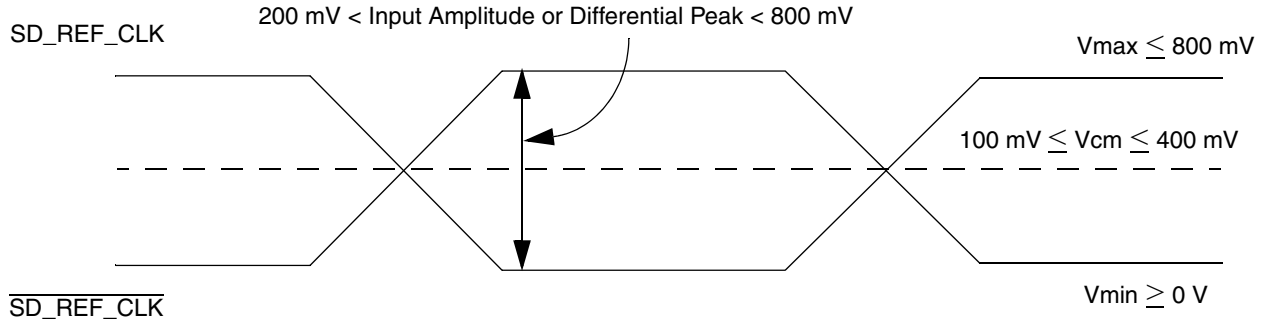 200 mV < Input Amplitude or Differential Peak < 800 mV
SD_REF_CLK
Vmax ≤ 800 mV
100 mV ≤ Vcm ≤ 400 mV
Vmin ≥ 0 V
S̅D̅_̅R̅E̅F̅_̅C̅L̅K̅